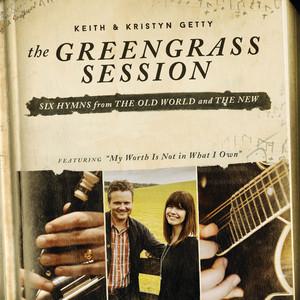 KEITH & KRISTYN GETTY
the GREENGRASS
SESSION
SIX HYMNS from THE OLD WORLD and THE NEW
FEATURING "My Worth Is Not in What I Own"